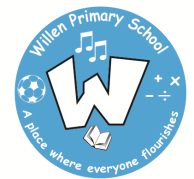 Willen Primary School
W
+ ×
− ÷
A place where everyone flourishes